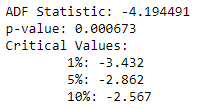 ADF Statistic: -4.194491
p-value: 0.000673
Critical Values:
1%: -3.432
5%: -2.862
10%: -2.567